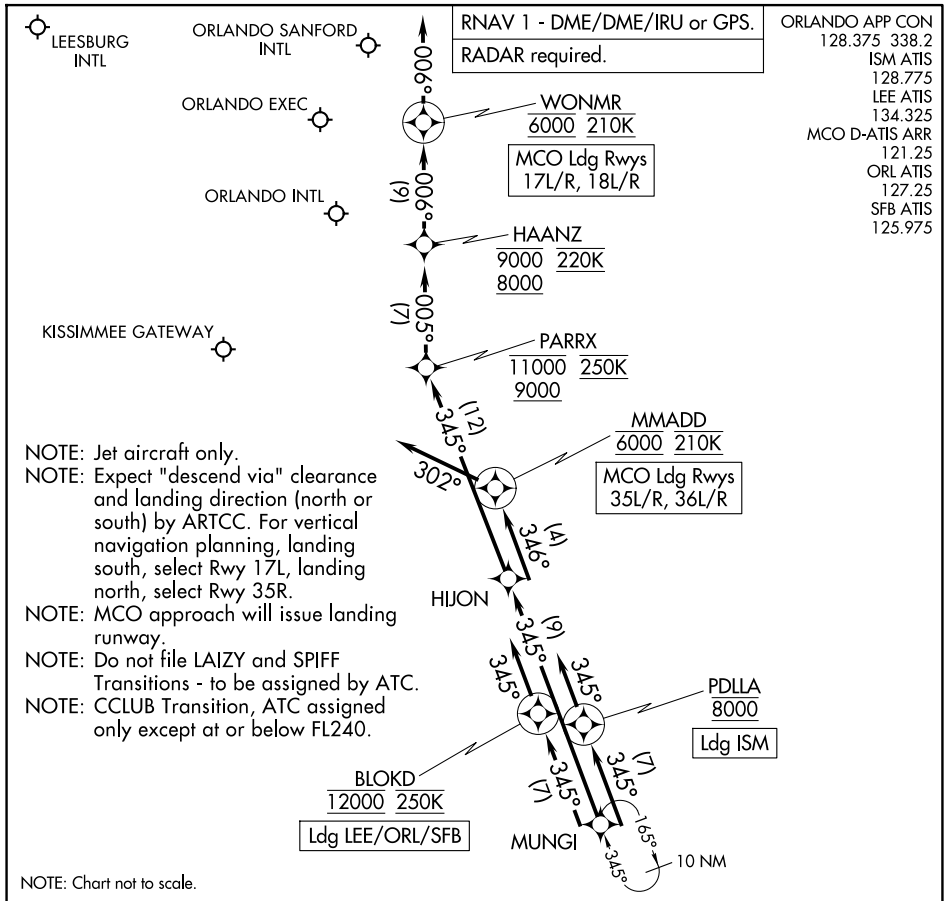 RNAV 1 - DME/DME/IRU or GPS.
RADAR required.
ORLANDO APP CON
128.375 338.2
ISM ATIS
128.775
LEE ATIS
134.325
MCO D-ATIS ARR
121.25
ORL ATIS
127.25
SFB ATIS
125.975
LEESBURG
INTL
ORLANDO SANFORD
INTL
ORLANDO EXEC
ORLANDO INTL
KISSIMMEE GATEWAY
006°
WONMR
6000 210K
MCO Ldg Rwys
17L/R, 18L/R
006°
(9)
HAANZ
9000 220K
8000
005°
(7)
PARRX
11000 250K
9000
(12)
345°
MMADD
6000 210K
MCO Ldg Rwys
35L/R, 36L/R
302°
(4)
346°
HIJON
(9)
345°
345°
345°
PDLLA
8000
Ldg ISM
(7)
345°
345°
(7)
BLOKD
12000 250K
Ldg LEE/ORL/SFB
MUNGI
165°
345°
10 NM
NOTE: Jet aircraft only.
NOTE: Expect "descend via" clearance
and landing direction (north or
south) by ARTCC. For vertical
navigation planning, landing
south, select Rwy 17L, landing
north, select Rwy 35R.
NOTE: MCO approach will issue landing
runway.
NOTE: Do not file LAIZY and SPIFF
Transitions - to be assigned by ATC.
NOTE: CCLUB Transition, ATC assigned
only except at or below FL240.
NOTE: Chart not to scale.